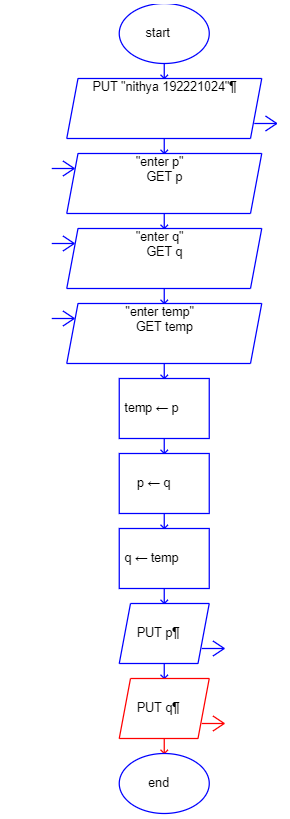 start
PUT "nithya 192221024"¶
"enter p"
GET p
"enter q"
GET q
"enter temp"
GET temp
temp ← p
p ← q
q ← temp
PUT p¶
PUT q¶
end